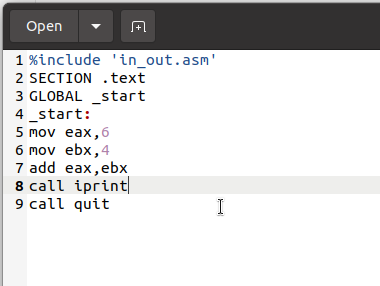 Open
1 %include 'in_out.asm'
2 SECTION .text
3 GLOBAL _start
4 _start:
5 mov eax,6
6 mov ebx,4
7 add eax,ebx
8 call iprint
9 call quit